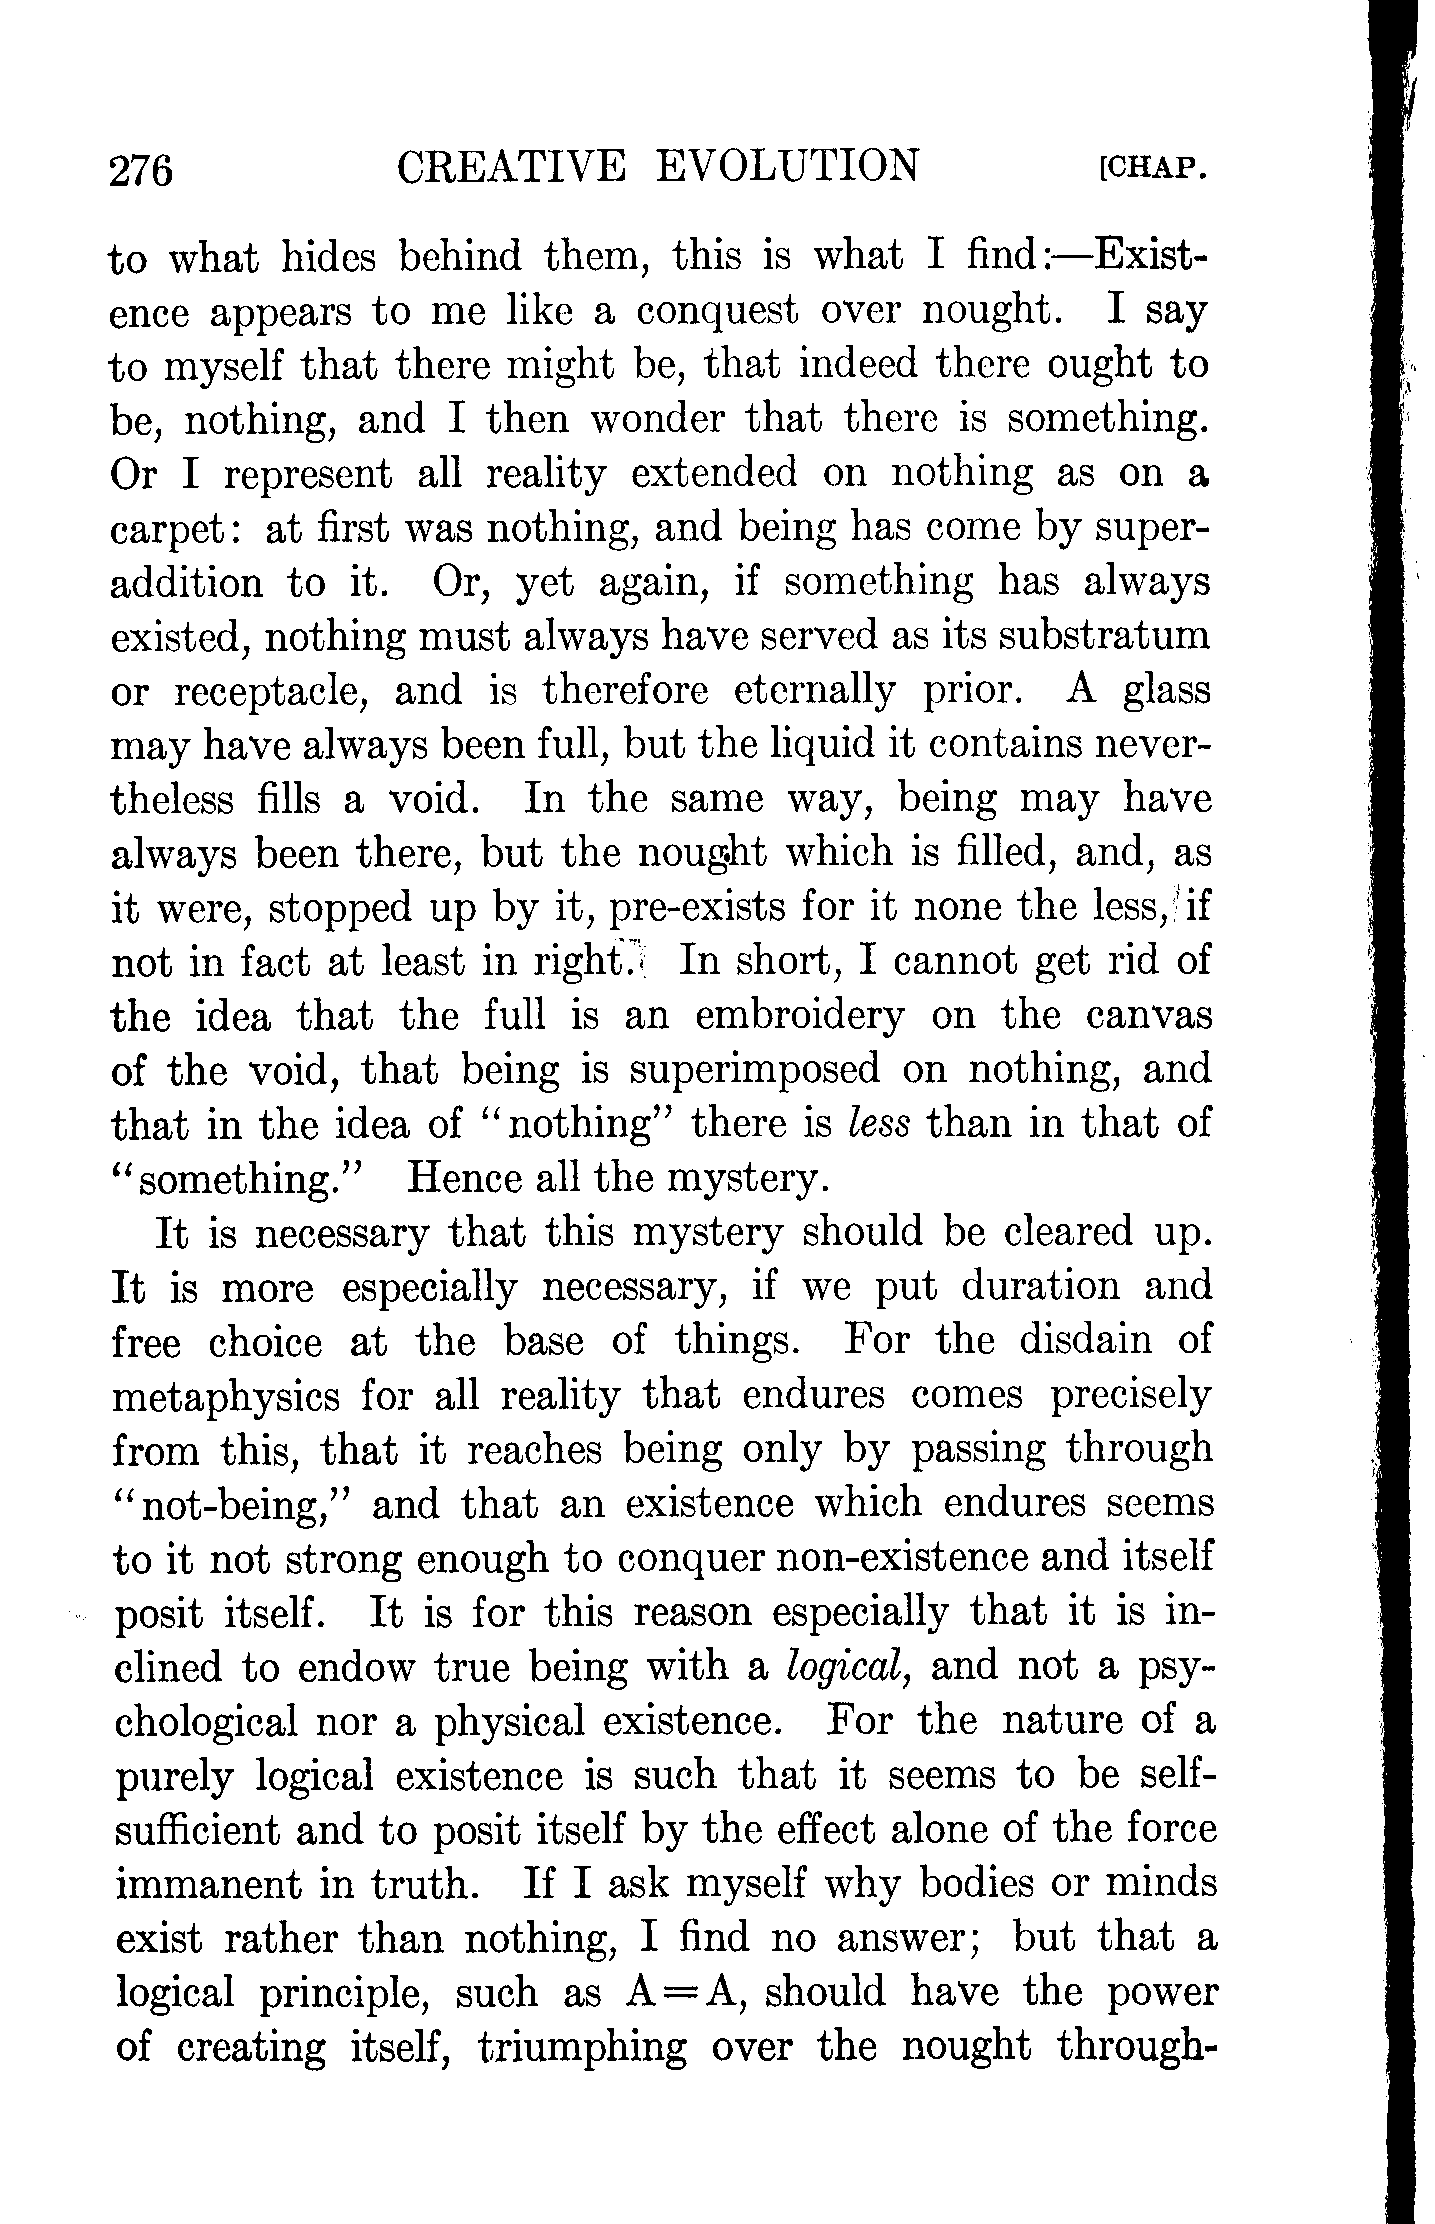 276 CREATIVE EVOLUTION [CHAP.
to what hides behind them, this is what I find:—Exist-
ence appears to me like a conquest over nought. I say
to myself that there might be, that indeed there ought to
be, nothing, and I then wonder that there is something.
Or I represent all reality extended on nothing as on a
carpet: at first was nothing, and being has come by super-
addition to it. Or, yet again, if something has always
existed, nothing must always have served as its substratum
or receptacle, and is therefore eternally prior. A glass
may have always been full, but the liquid it contains never-
theless fills a void. In the same way, being may have
always been there, but the nought which is filled, and, as
it were, stopped up by it, pre-exists for it none the less, if
not in fact at least in right. In short, I cannot get rid of
the idea that the full is an embroidery on the canvas
of the void, that being is superimposed on nothing, and
that in the idea of "nothing" there is less than in that of
"something." Hence all the mystery.
It is necessary that this mystery should be cleared up.
It is more especially necessary, if we put duration and
free choice at the base of things. For the disdain of
metaphysics for all reality that endures comes precisely
from this, that it reaches being only by passing through
"not-being," and that an existence which endures seems
to it not strong enough to conquer non-existence and itself
posit itself. It is for this reason especially that it is in-
clined to endow true being with a logical, and not a psy-
chological nor a physical existence. For the nature of a
purely logical existence is such that it seems to be self-
sufficient and to posit itself by the effect alone of the force
immanent in truth. If I ask myself why bodies or minds
exist rather than nothing, I find no answer; but that a
logical principle, such as A=A, should have the power
of creating itself, triumphing over the nought through-